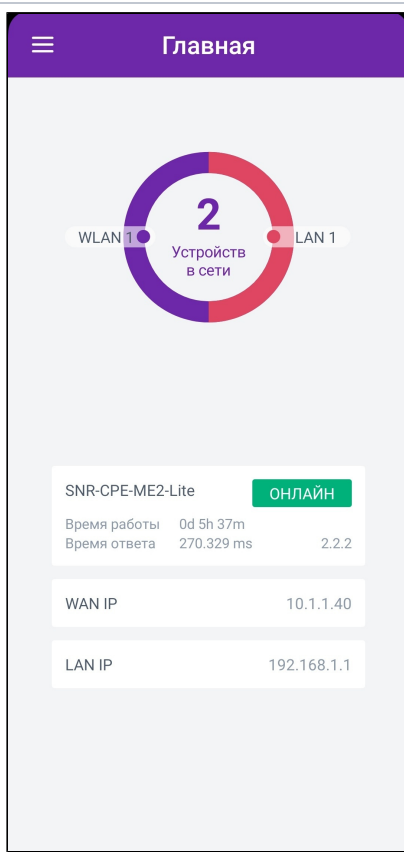 Главная
2
WLAN 1
LAN 1
Устройств
в сети
SNR-CPE-ME2-Lite
ОНЛАЙН
Время работы 0d 5h 37m
Время ответа 270.329 ms 2.2.2
WAN IP 10.1.1.40
LAN IP 192.168.1.1